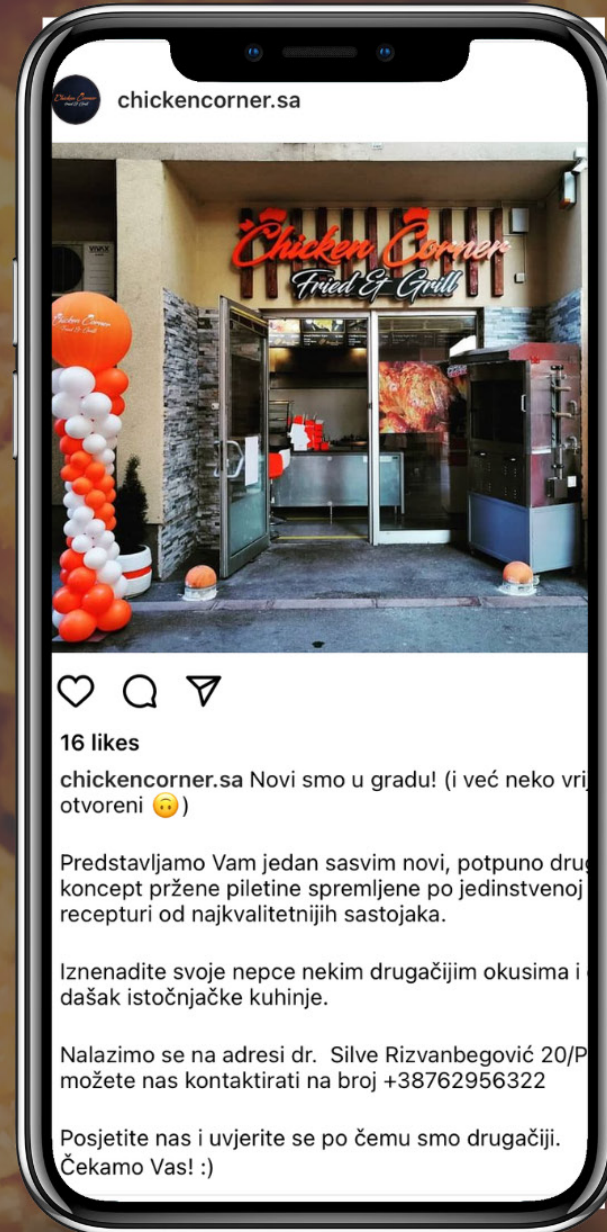 chickencorner.sa
Chicken Corner
Fried & Grill
VIVAX
Chicken Corner
16 likes
chickencorner.sa Novi smo u gradu! (i već neko
otvoreni 🙃)
Predstavljamo Vam jedan sasvim novi, potpuno
koncept pržene piletine spremljene po jedinstvenoj
recepturi od najkvalitetnijih sastojaka.
Iznenadite svoje nepce nekim drugačijim okusima i
dašak istočnjačke kuhinje.
Nalazimo se na adresi dr. Silve Rizvanbegović 20/P
možete nas kontaktirati na broj +38762956322
Posjetite nas i uvjerite se po čemu smo drugačiji.
Čekamo Vas! :)